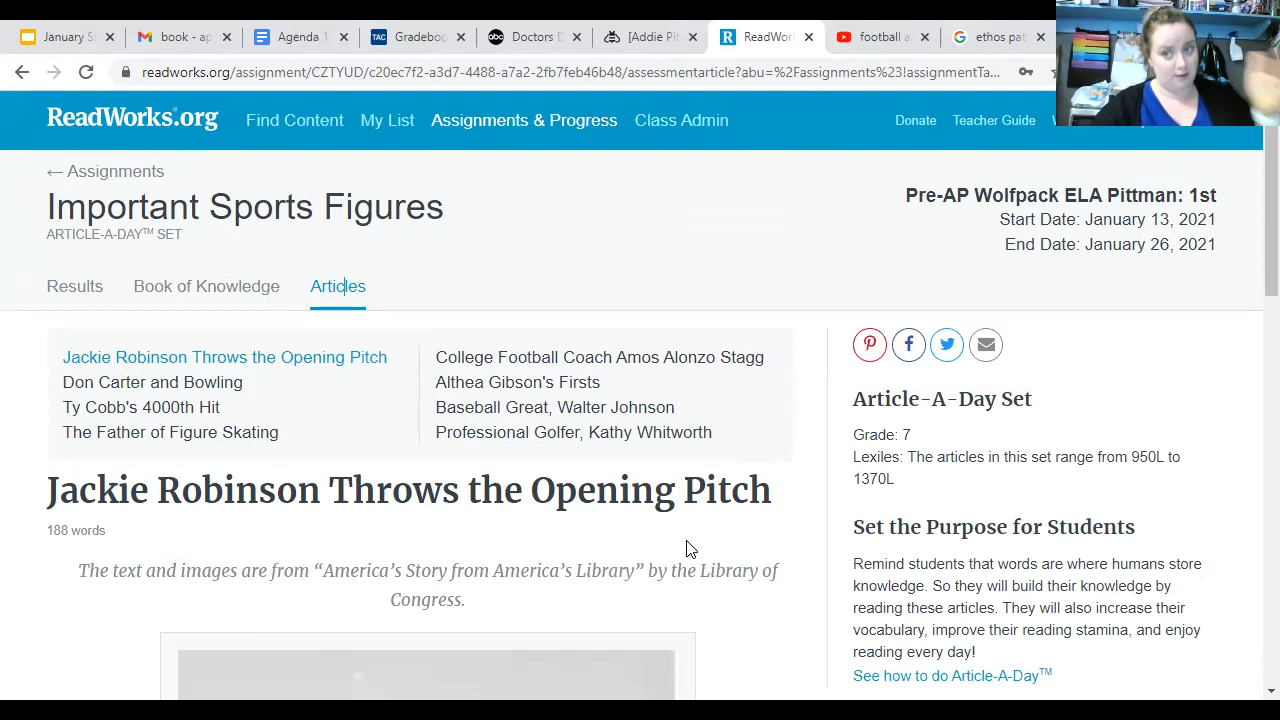 January S
book - ap
Agenda 1
TAC Gradeboo
abc Doctors D
[Addie Pit
R ReadWor
football a
ethos pat
readworks.org/assignment/CZTYUD/c21ec7f2-a3d7-4488-a7a2-2fb7feb46b48/assessmentarticle?abu=%2Fassignments%23!assignmentTa...
ReadWorks.org Find Content My List Assignments & Progress Class Admin Donate Teacher Guide
← Assignments
Important Sports Figures
ARTICLE-A-DAY™ SET
Pre-AP Wolfpack ELA Pittman: 1st
Start Date: January 13, 2021
End Date: January 26, 2021
Results Book of Knowledge Articles
Jackie Robinson Throws the Opening Pitch
Don Carter and Bowling
Ty Cobb's 4000th Hit
The Father of Figure Skating
College Football Coach Amos Alonzo Stagg
Althea Gibson's Firsts
Baseball Great, Walter Johnson
Professional Golfer, Kathy Whitworth
Jackie Robinson Throws the Opening Pitch
188 words
The text and images are from “America’s Story from America’s Library” by the Library of
Congress.
Article-A-Day Set
Grade: 7
Lexiles: The articles in this set range from 950L to
1370L
Set the Purpose for Students
Remind students that words are where humans store
knowledge. So they will build their knowledge by
reading these articles. They will also increase their
vocabulary, improve their reading stamina, and enjoy
reading every day!
See how to do Article-A-Day™